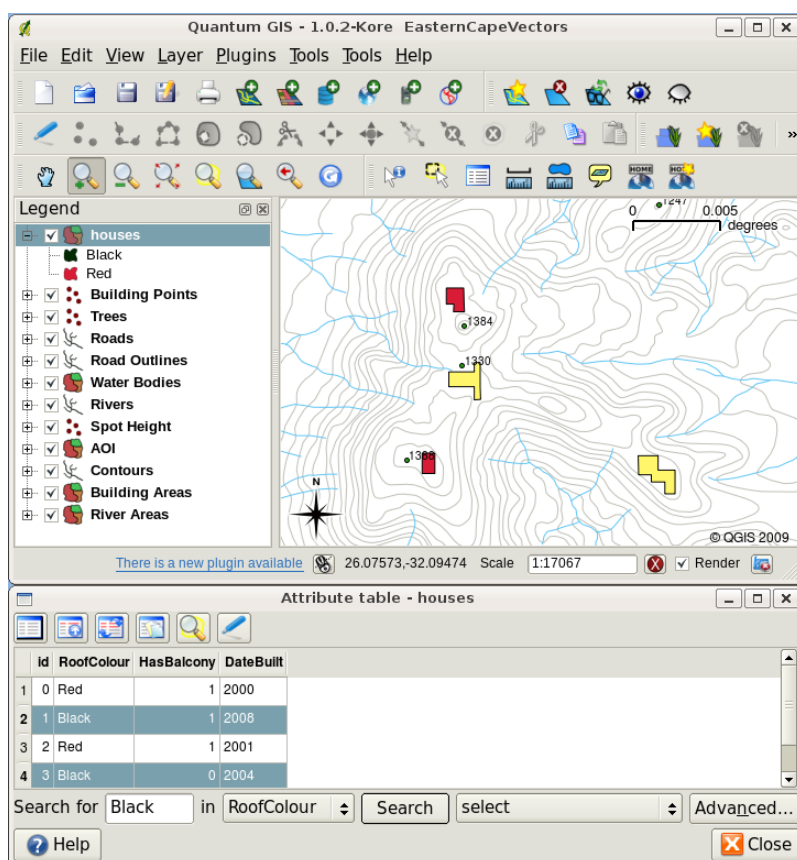 Quantum GIS - 1.0.2-Kore EasternCapeVectors
File Edit View Layer Plugins Tools Tools Help
»
HOME
Legend
houses
Black
Red
Building Points
Trees
Roads
Road Outlines
Water Bodies
Rivers
Spot Height
AOI
Contours
Building Areas
River Areas
1247
0 0.005
degrees
1384
1330
N
© QGIS 2009
There is a new plugin available 26.07573,-32.09474 Scale 1:17067 Render
Attribute table - houses
id RoofColour HasBalcony DateBuilt
1 0 Red 1 2000
2 1 Black 1 2008
3 2 Red 1 2001
4 3 Black 0 2004
Search for Black in RoofColour Search select Advanced...
Help Close